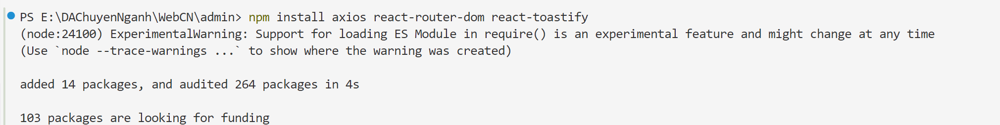 PS E:\DAChuyenNganh\WebCN\admin> npm install axios react-router-dom react-toastify
(node:24100) ExperimentalWarning: Support for loading ES Module in require() is an experimental feature and might change at any time
(Use `node --trace-warnings ...` to show where the warning was created)

added 14 packages, and audited 264 packages in 4s

103 packages are looking for funding